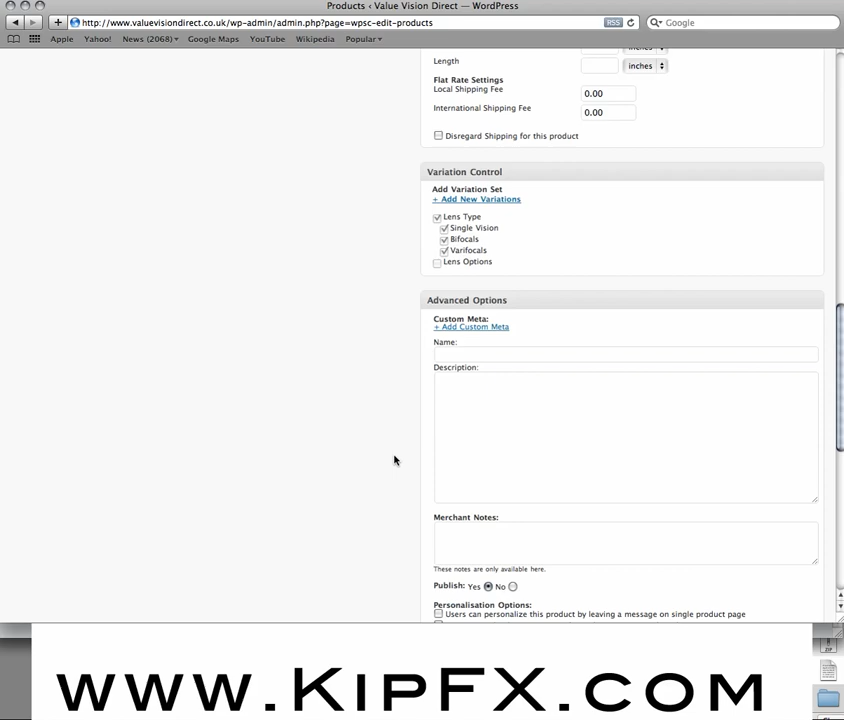 Products ‹ Value Vision Direct — WordPress
http://www.valuevisiondirect.co.uk/wp-admin/admin.php?page=wpsc-edit-products
RSS
Google
Apple Yahoo! News (2068) Google Maps YouTube Wikipedia Popular
inches
Length inches
Flat Rate Settings
Local Shipping Fee 0.00
International Shipping Fee 0.00
Disregard Shipping for this product
Variation Control
Add Variation Set
+ Add New Variations
Lens Type
Single Vision
Bifocals
Varifocals
Lens Options
Advanced Options
Custom Meta:
+ Add Custom Meta
Name:
Description:
Merchant Notes:
These notes are only available here.
Publish: Yes No
Personalisation Options:
Users can personalize this product by leaving a message on single product page
ZIP
www.KipFX.com